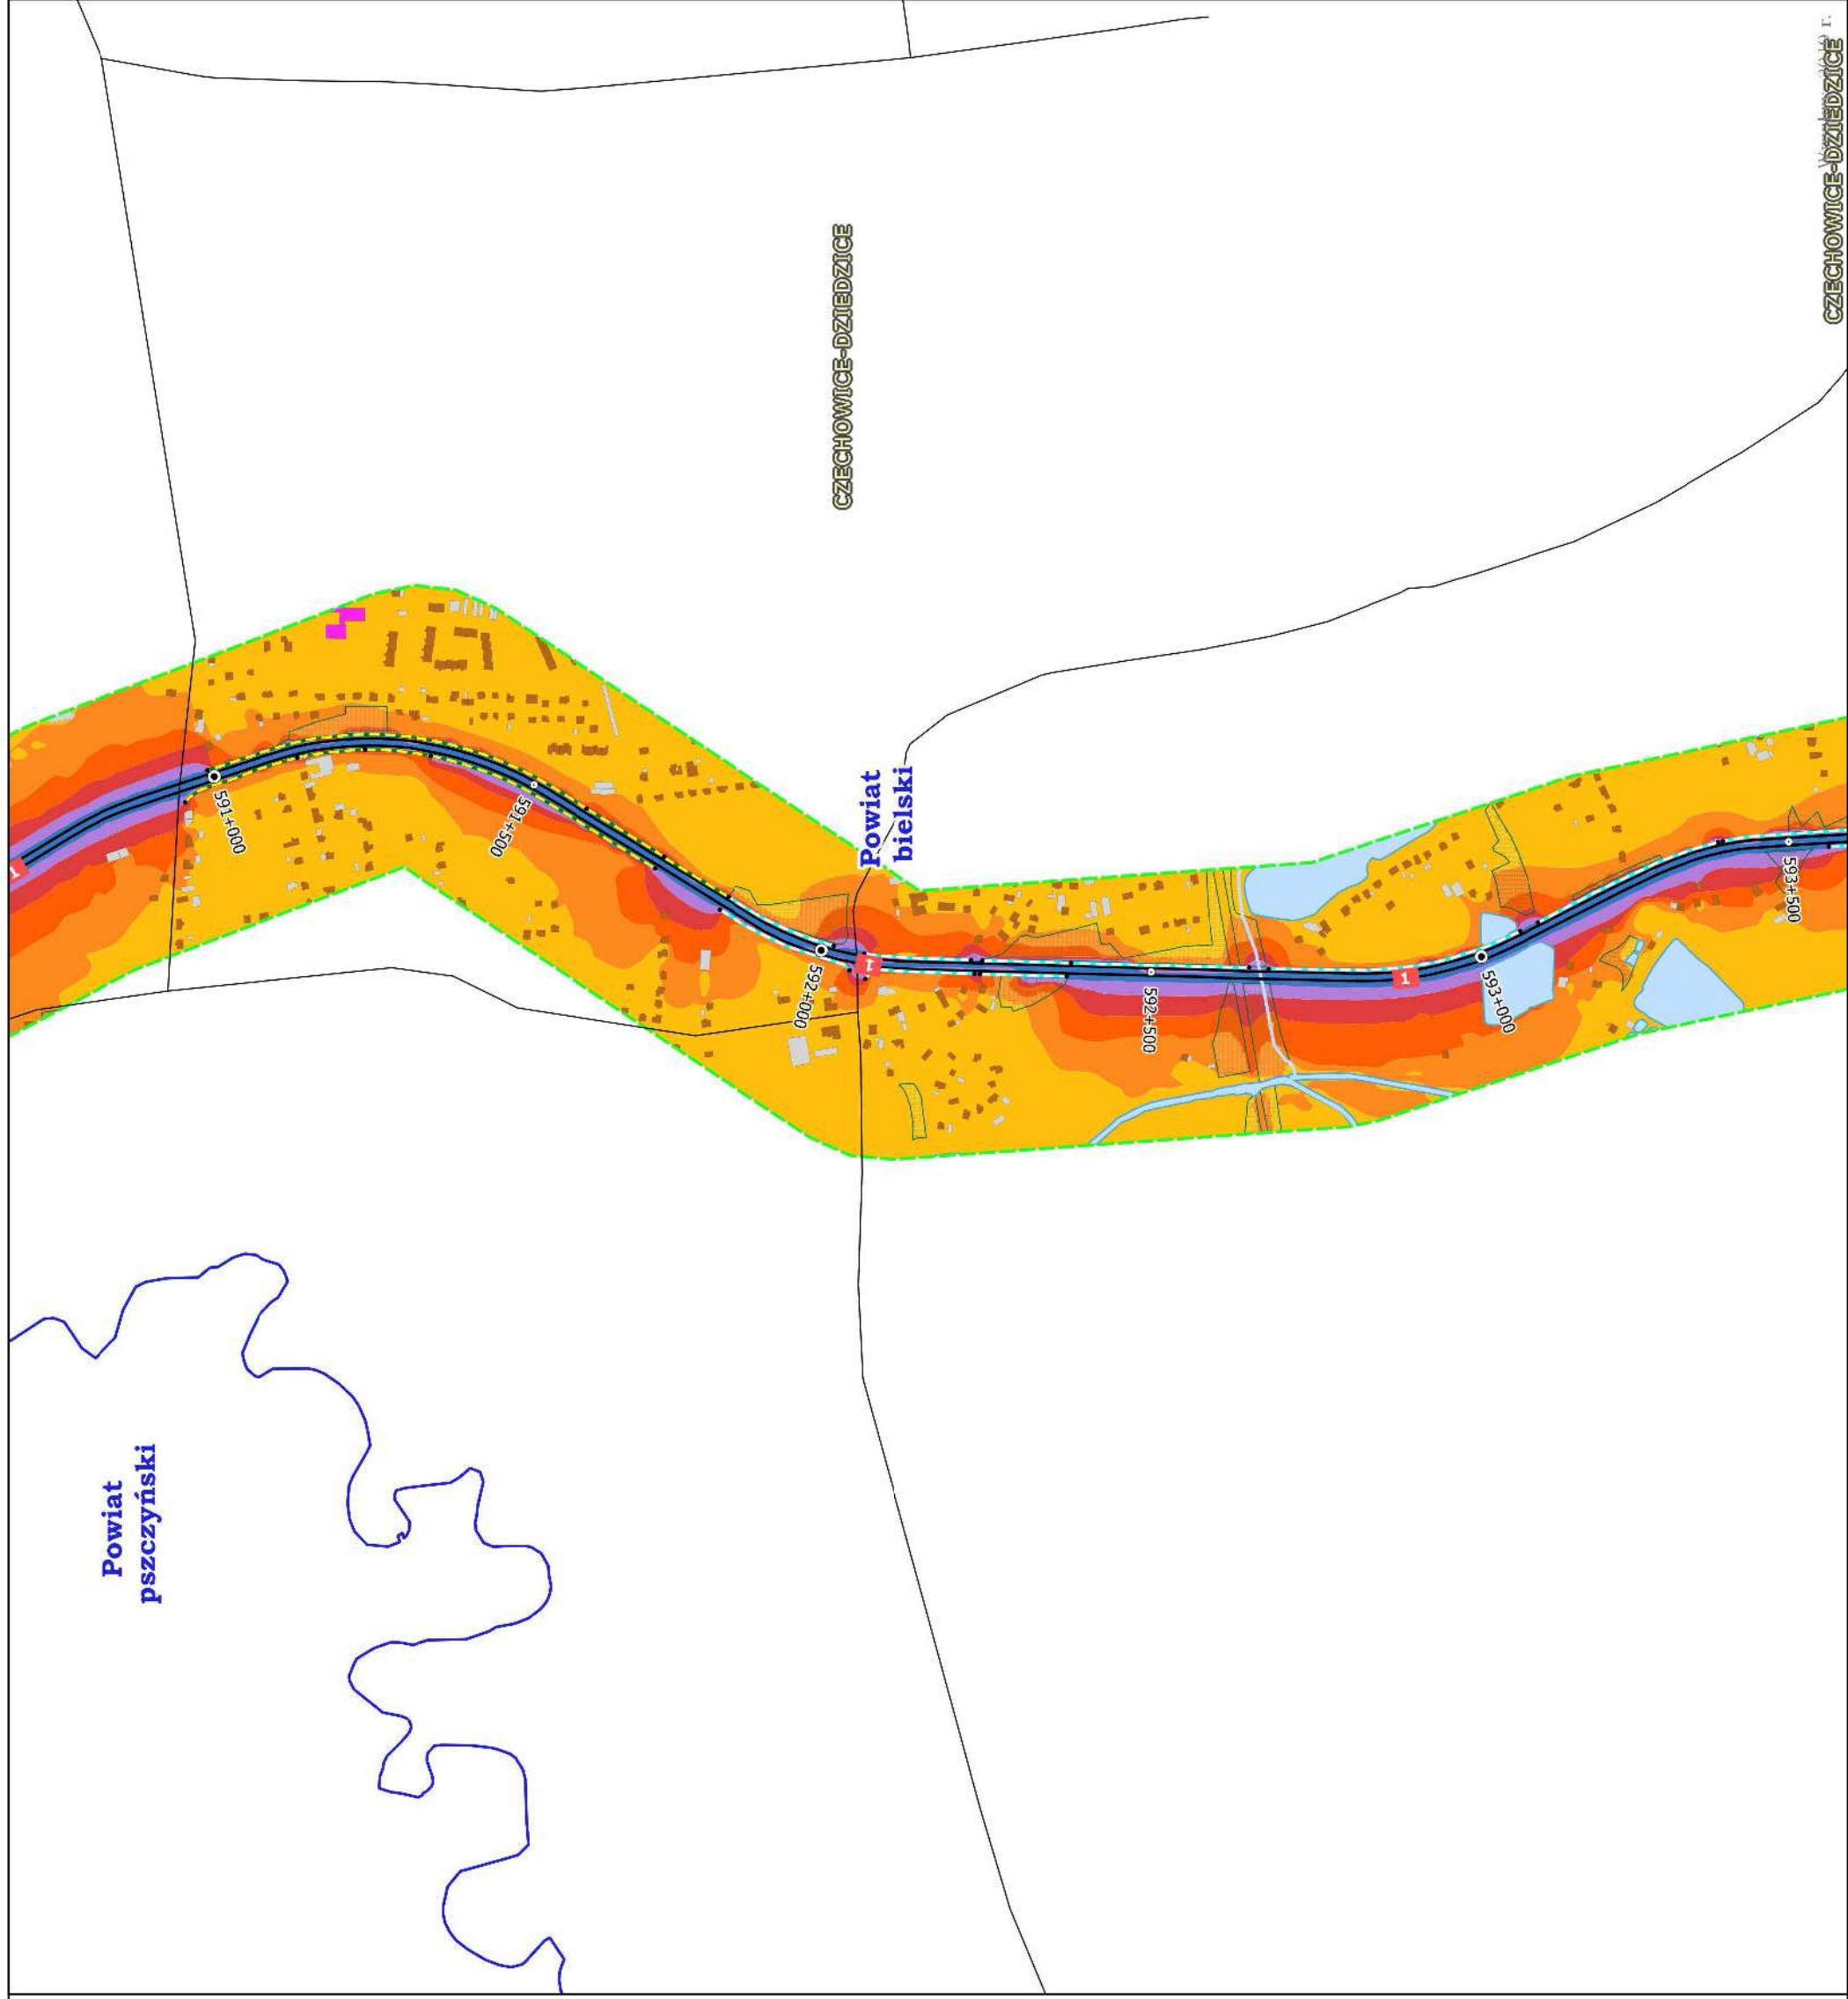 CZECHOWICE-DZIEDZICE
CZECHOWICE-DZIEDZICE
1
591+000
591+500
Powiat
bielski
592+000
1
592+500
1
593+000
593+500
Powiat
pszczyński